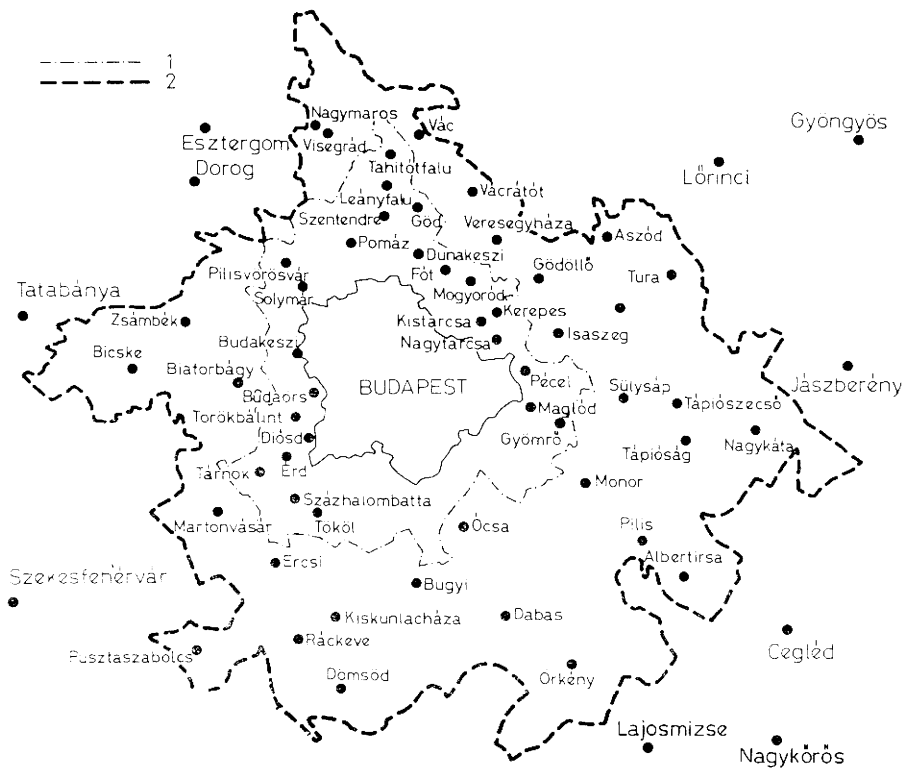 1
2
Nagymaros
Vác
Gyöngyös
Esztergom
Visegrád
Dorog
Tahitótfalu
Lőrinci
Leányfalu
Vácrátót
Szentendre
Göd
Veresegyháza
Aszód
Pomáz
Dunakeszi
Pilisvörösvár
Fót
Gödöllő
Tura
Tatabánya
Solymár
Mogyoród
Zsámbék
Kistarcsa
Kerepes
Isaszeg
Budakeszi
Nagytarcsa
Bicske
Biatorbágy
BUDAPEST
Pécel
Sülysáp
Jászberény
Budaörs
Maglód
Tápiószecső
Törökbálint
Diósd
Gyömrő
Tápióság
Nagykáta
Tárnok
Érd
Monor
Százhalombatta
Martonvásár
Tököl
Ócsa
Pilis
Ercsi
Albertirsa
Székesfehérvár
Bugyi
Kiskunlacháza
Dabas
Ráckeve
Cegléd
Pusztaszabolcs
Dömsöd
Örkény
Lajosmizse
Nagykőrös